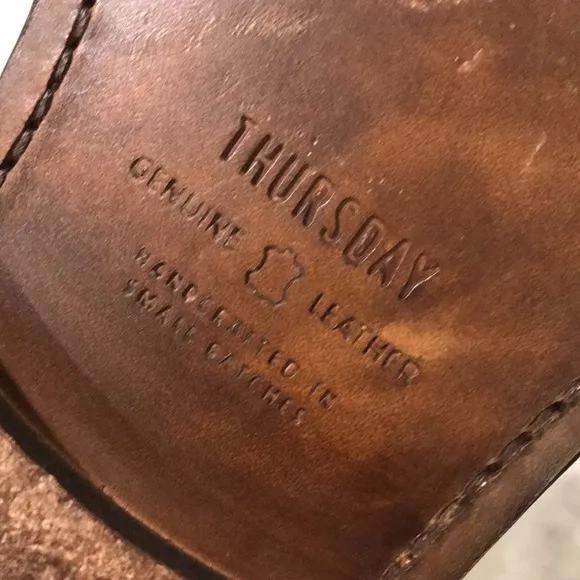 THURSDAY
GENUINE LEATHER
HANDCRAFTED IN
SMALL BATCHES